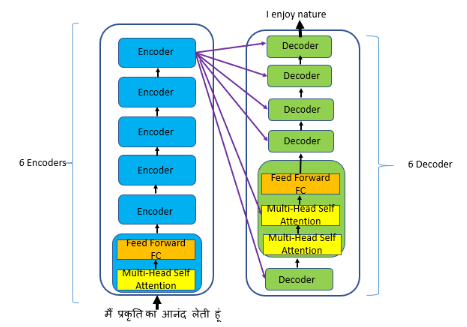 I enjoy nature
Encoder
Encoder
Encoder
Encoder
Encoder
Feed Forward
FC
Multi-Head Self
Attention
6 Encoders
मैं प्रकृति का आनंद लेती हूं
Decoder
Decoder
Decoder
Decoder
Feed Forward
FC
Multi-Head Self
Attention
Multi-Head Self
Attention
Decoder
6 Decoder